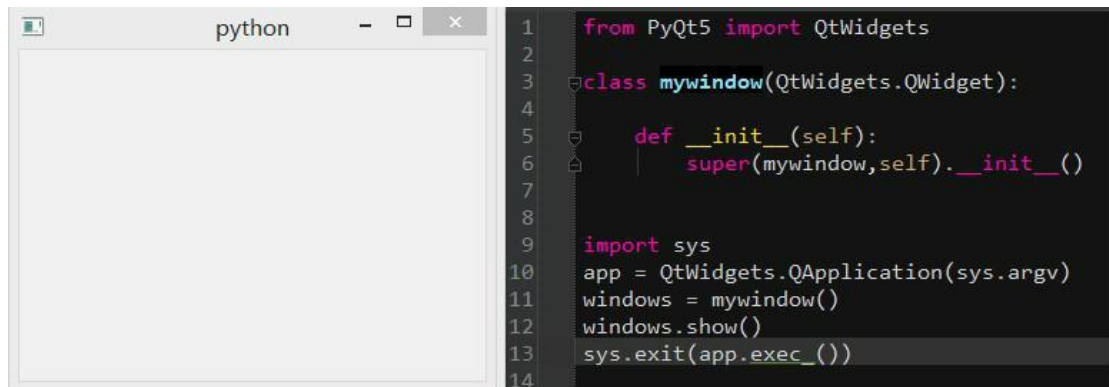 python
1 from PyQt5 import QtWidgets
2
3 class mywindow(QtWidgets.QWidget):
4
5     def __init__(self):
6         super(mywindow,self).__init__()
7
8
9 import sys
10 app = QtWidgets.QApplication(sys.argv)
11 windows = mywindow()
12 windows.show()
13 sys.exit(app.exec_())
14